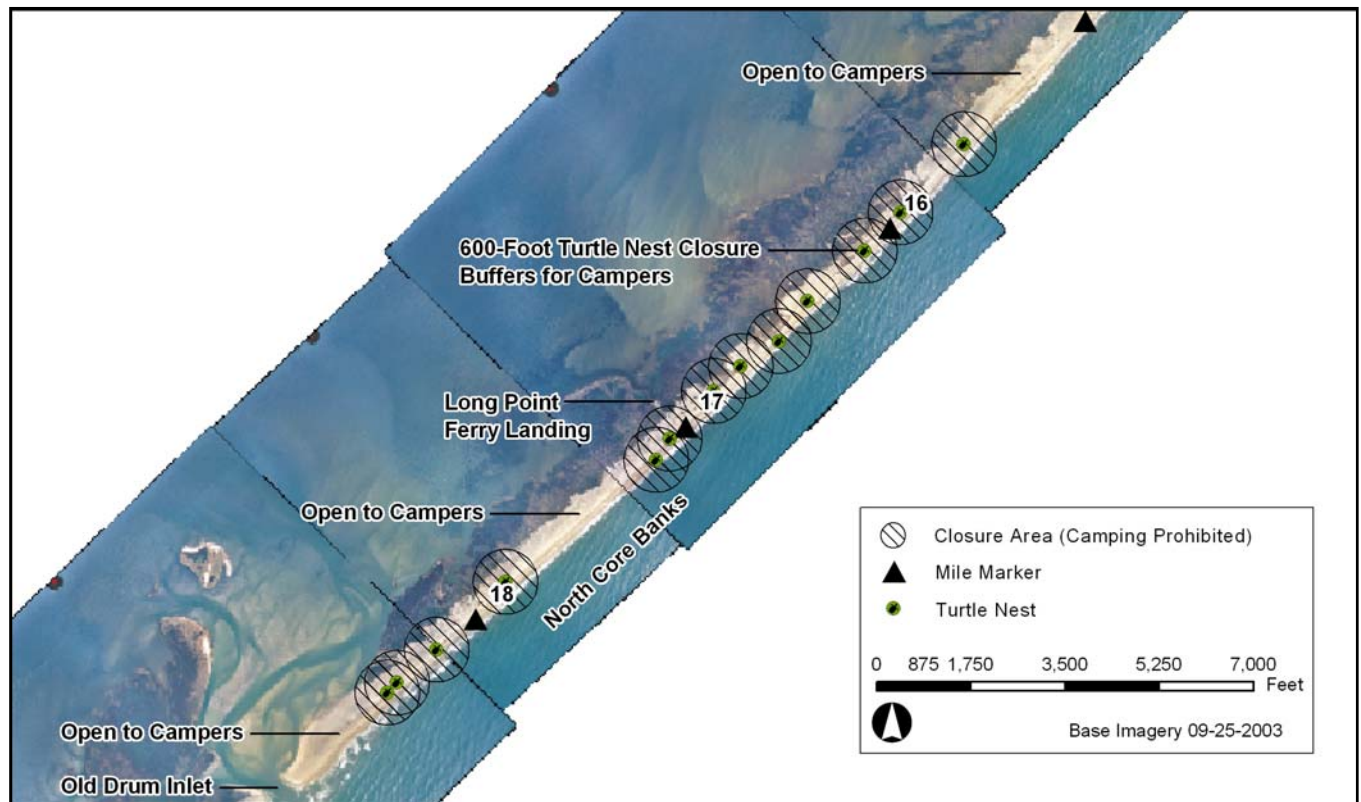 Open to Campers
16
600-Foot Turtle Nest Closure
Buffers for Campers
Long Point
Ferry Landing
17
Open to Campers
North Core Banks
18
Open to Campers
Old Drum Inlet
Closure Area (Camping Prohibited)
Mile Marker
Turtle Nest
0 875 1,750 3,500 5,250 7,000
Feet
Base Imagery 09-25-2003